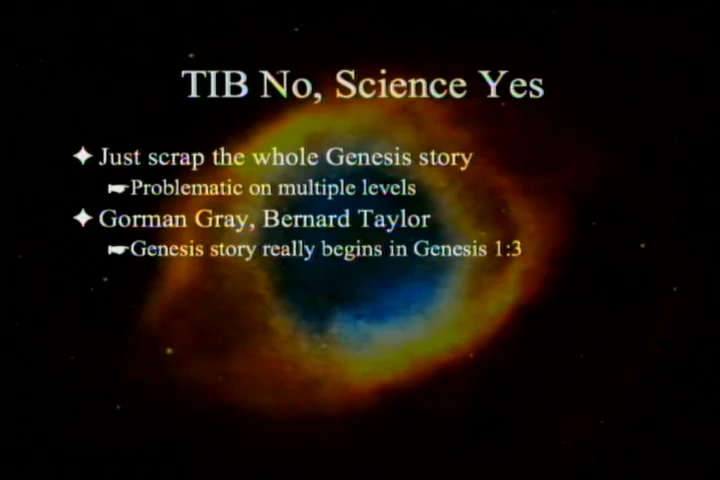 TIB No, Science Yes
Just scrap the whole Genesis story
Problematic on multiple levels
Gorman Gray, Bernard Taylor
Genesis story really begins in Genesis 1:3